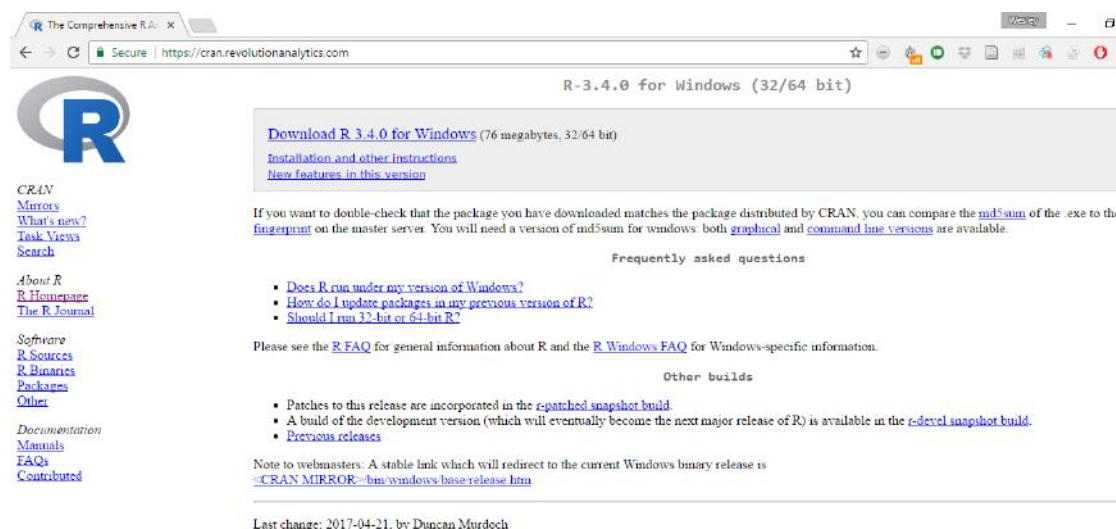 The Comprehensive R Ar
Wesley
Secure | https://cran.revolutionanalytics.com
R
CRAN
Mirrors
What's new?
Task Views
Search
About R
R Homepage
The R Journal
Software
R Sources
R Binaries
Packages
Other
Documentation
Manuals
FAQs
Contributed
R-3.4.0 for Windows (32/64 bit)
Download R 3.4.0 for Windows (76 megabytes, 32/64 bit)
Installation and other instructions
New features in this version
If you want to double-check that the package you have downloaded matches the package distributed by CRAN, you can compare the md5sum of the .exe to the
fingerprint on the master server. You will need a version of md5sum for windows: both graphical and command line versions are available.
Frequently asked questions
• Does R run under my version of Windows?
• How do I update packages in my previous version of R?
• Should I run 32-bit or 64-bit R?
Please see the R FAQ for general information about R and the R Windows FAQ for Windows-specific information.
Other builds
• Patches to this release are incorporated in the r-patched snapshot build.
• A build of the development version (which will eventually become the next major release of R) is available in the r-devel snapshot build.
• Previous releases
Note to webmasters: A stable link which will redirect to the current Windows binary release is
<CRAN MIRROR>/bin/windows/base/release.htm.
Last change: 2017-04-21, by Duncan Murdoch